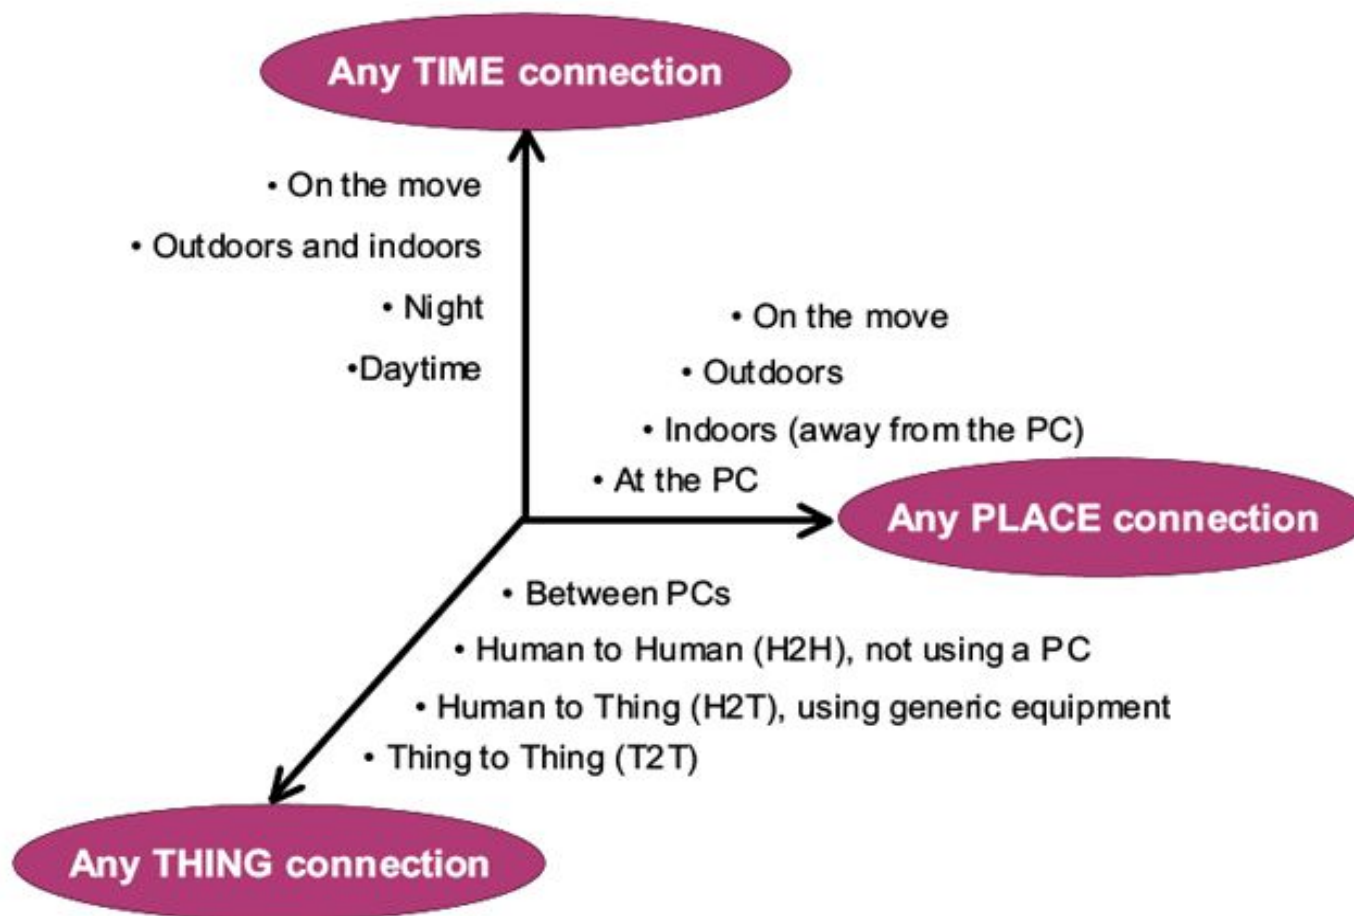 Any TIME connection
• On the move
• Outdoors and indoors
• Night
•Daytime
• On the move
• Outdoors
• Indoors (away from the PC)
• At the PC
Any PLACE connection
• Between PCs
• Human to Human (H2H), not using a PC
• Human to Thing (H2T), using generic equipment
• Thing to Thing (T2T)
Any THING connection